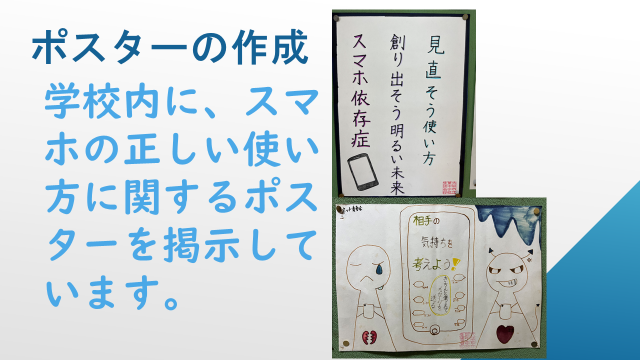 ポスターの作成
学校内に、スマ
ホの正しい使い
方に関するポス
ターを掲示して
います。
見直そう使い方
創り出そう明るい未来
スマホ依存症
相手の
気持ちを
考えよう!